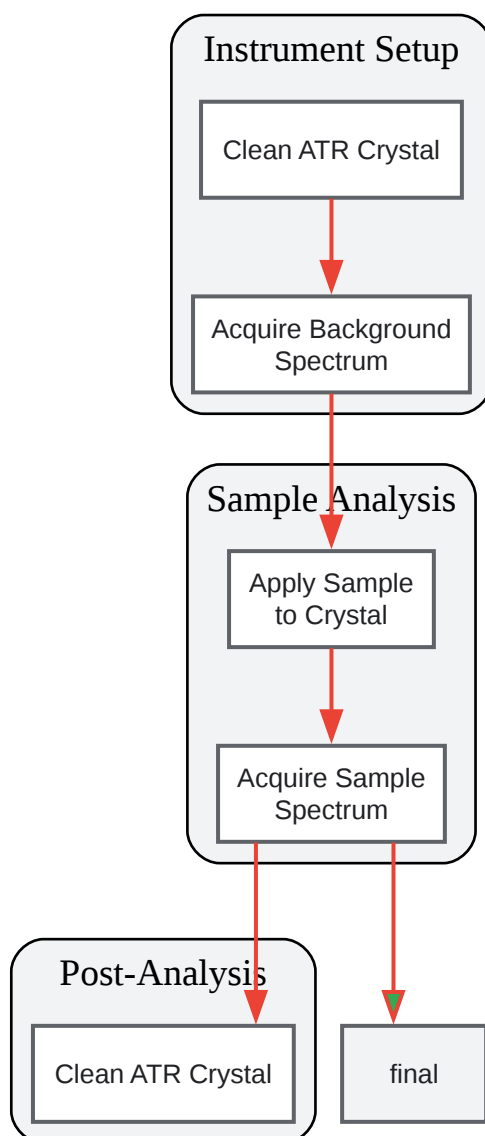 Instrument Setup
Clean ATR Crystal
Acquire Background
Spectrum
Sample Analysis
Apply Sample
to Crystal
Acquire Sample
Spectrum
Post-Analysis
Clean ATR Crystal
final